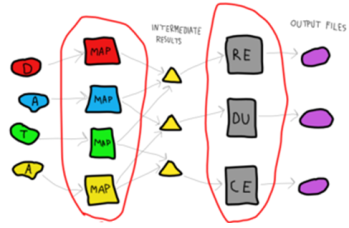 INTERMEDIATE
RESULTS
OUTPUT FILES
D
MAP
RE
A
MAP
T
MAP
DU
A
MAP
CE